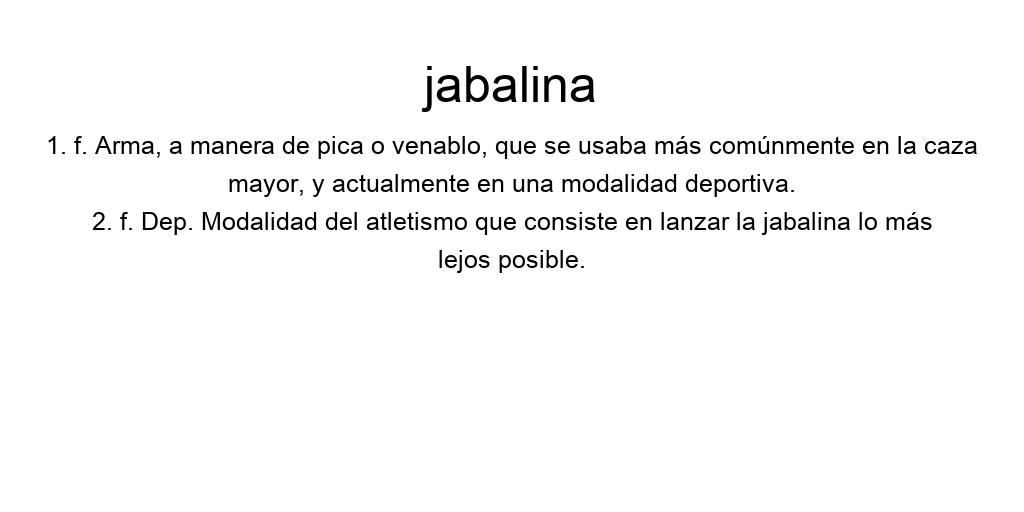 jabalina
1. f. Arma, a manera de pica o venablo, que se usaba más comúnmente en la caza
mayor, y actualmente en una modalidad deportiva.
2. f. Dep. Modalidad del atletismo que consiste en lanzar la jabalina lo más
lejos posible.